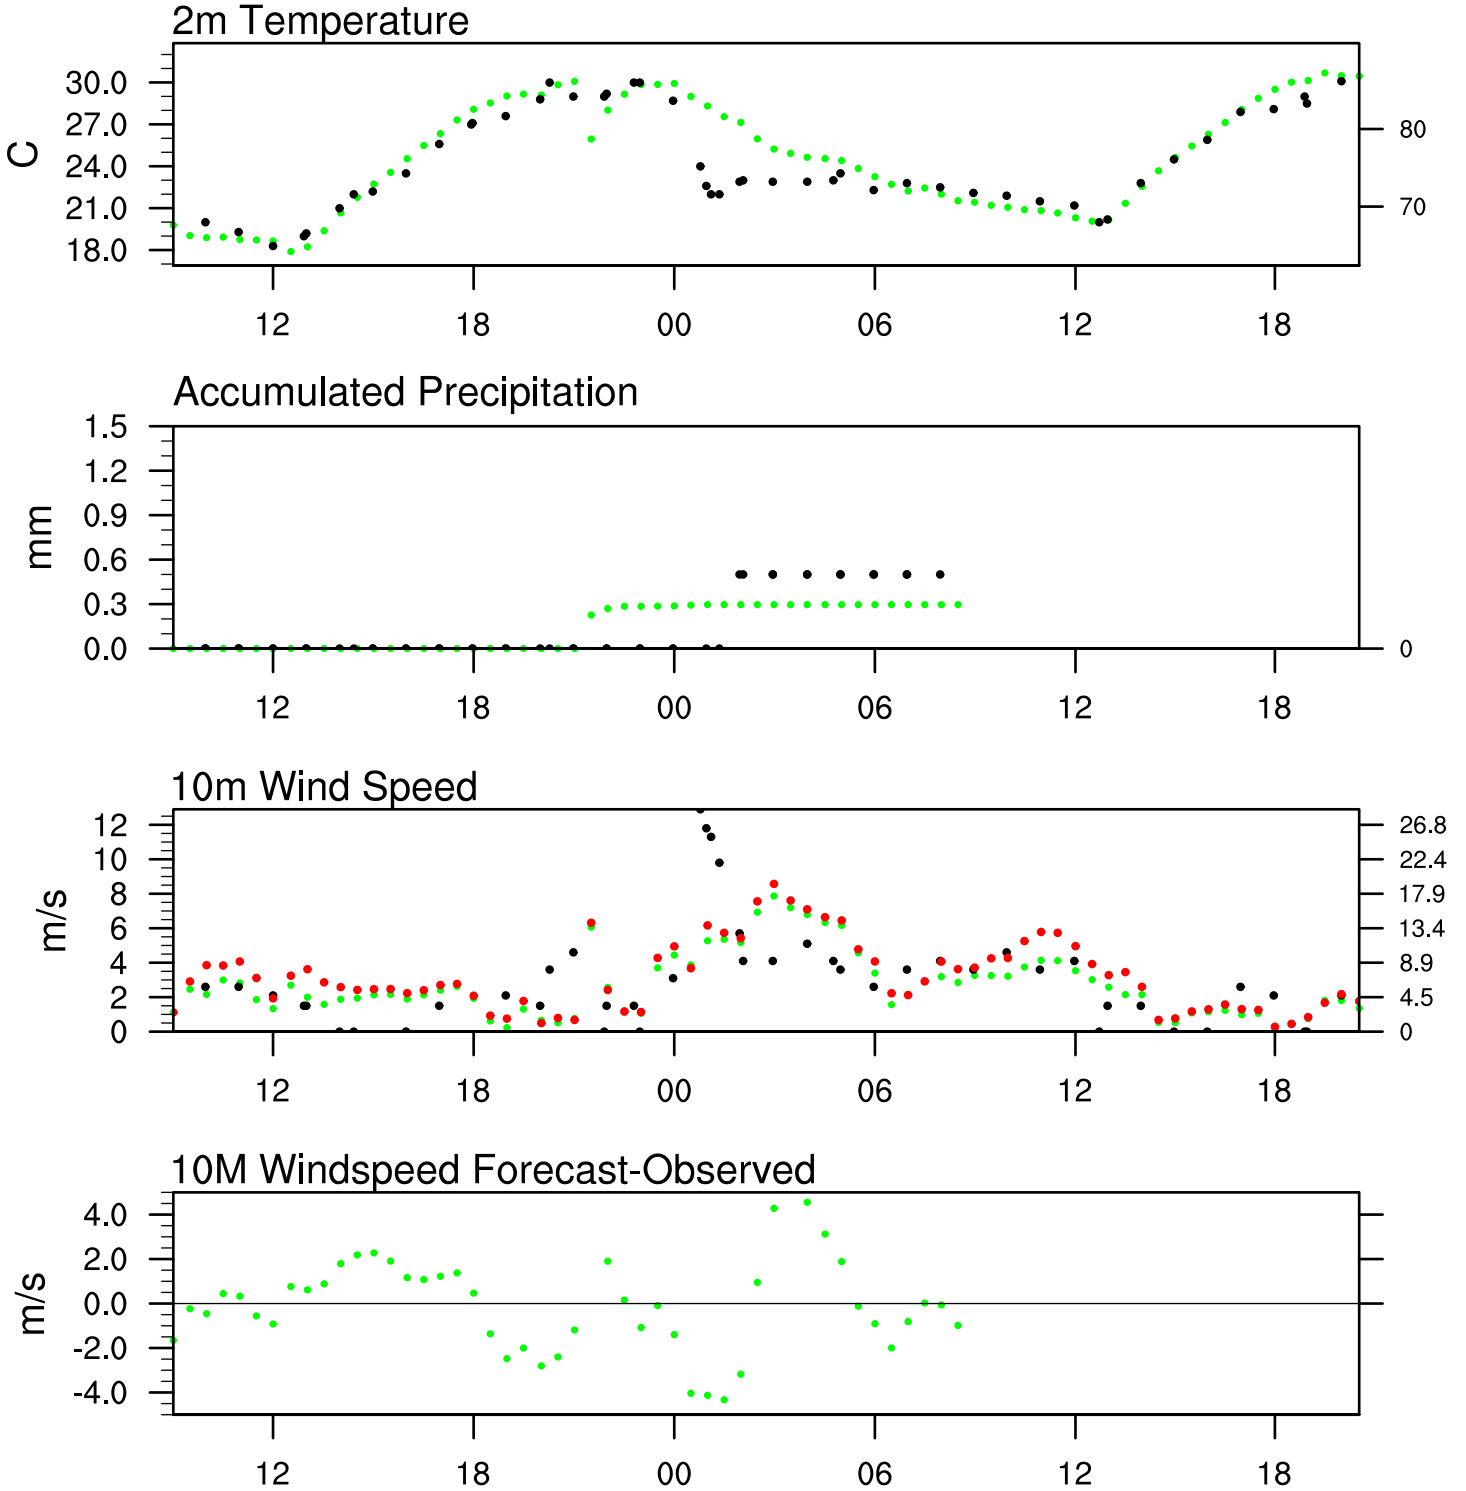 2m Temperature
C
30.0
27.0
24.0
21.0
18.0
80
70
12 18 00 06 12 18
Accumulated Precipitation
mm
1.5
1.2
0.9
0.6
0.3
0.0
0
12 18 00 06 12 18
10m Wind Speed
m/s
12
10
8
6
4
2
0
26.8
22.4
17.9
13.4
8.9
4.5
0
12 18 00 06 12 18
10M Windspeed Forecast-Observed
m/s
4.0
2.0
0.0
-2.0
-4.0
12 18 00 06 12 18